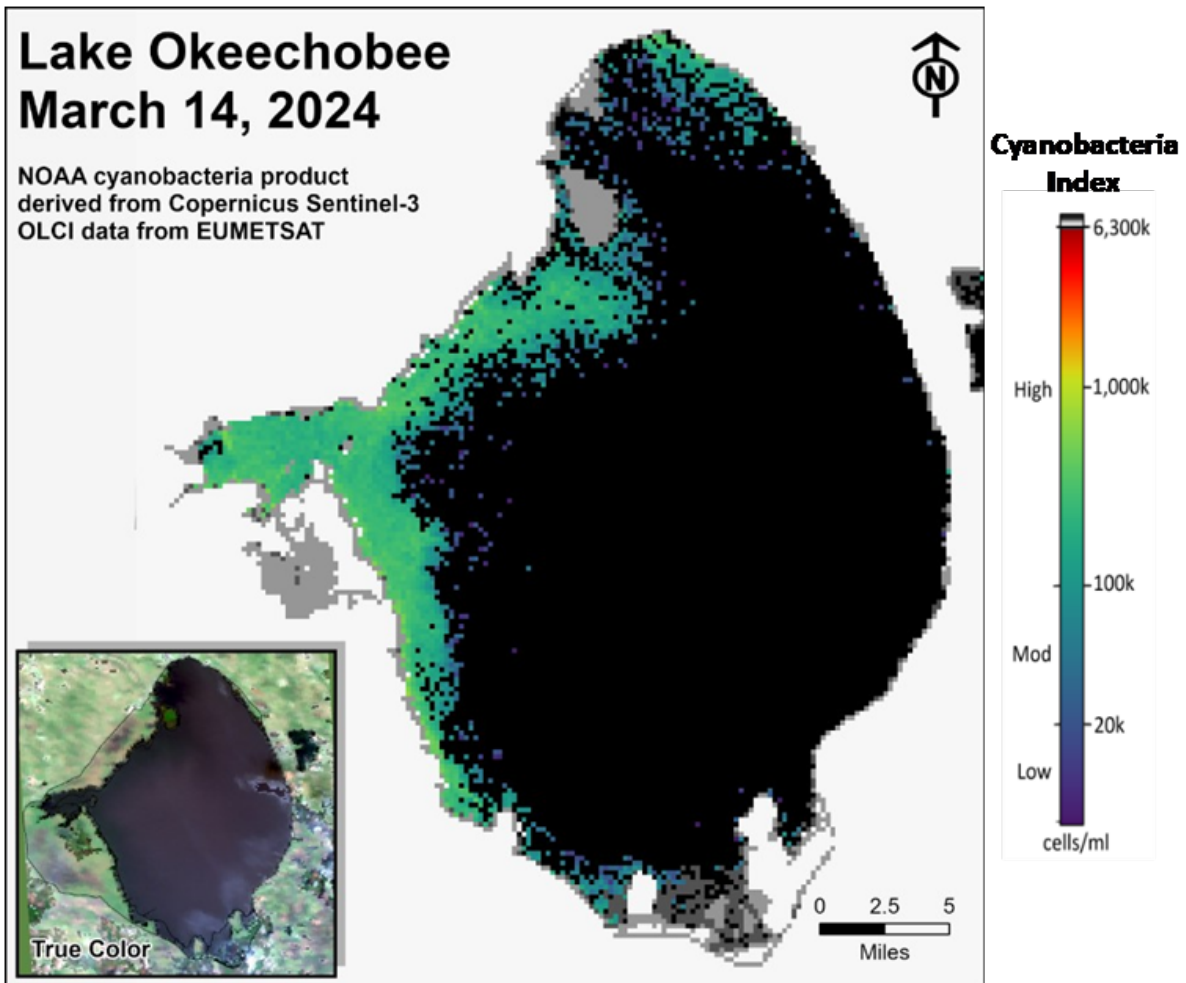 Lake Okeechobee
March 14, 2024
NOAA cyanobacteria product
derived from Copernicus Sentinel-3
OLCI data from EUMETSAT
N
Cyanobacteria
Index
6,300k
High
1,000k
100k
Mod
20k
Low
cells/ml
True Color
0 2.5 5
Miles